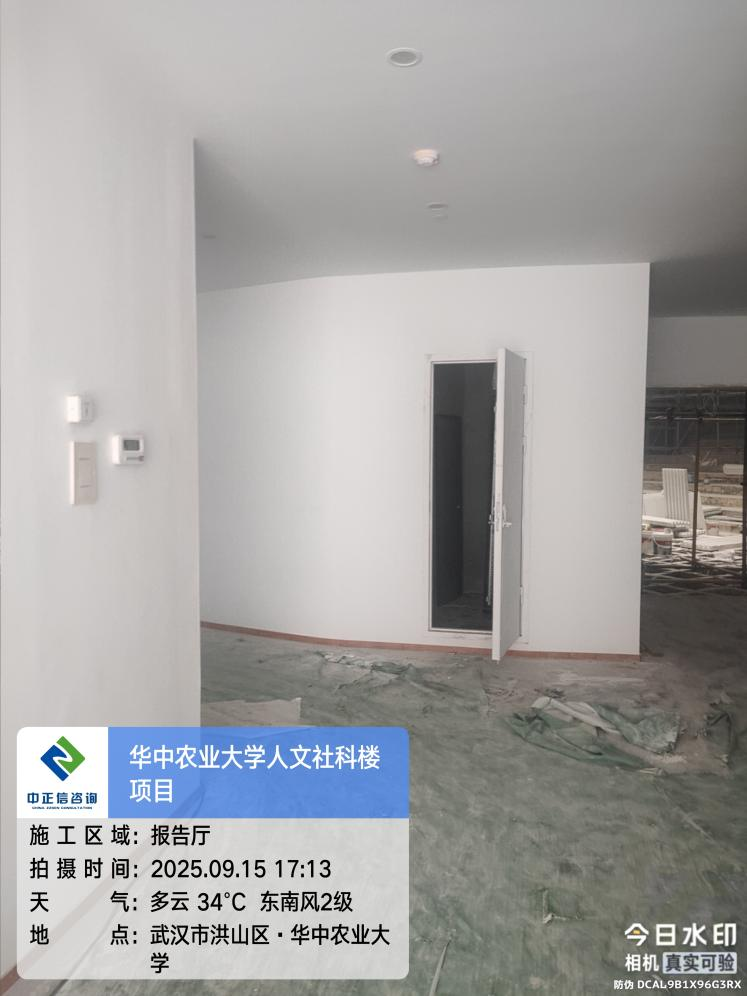 华中农业大学人文社科楼
项目
中正信咨询
CHINA ZZXIN CONSULTATION
施工区域：报告厅
拍摄时间：2025.09.15 17:13
天气：多云 34℃ 东南风2级
地点：武汉市洪山区·华中农业大
学
今日水印
相机 真实可验
防伪 DCAL9B1X96G3RX